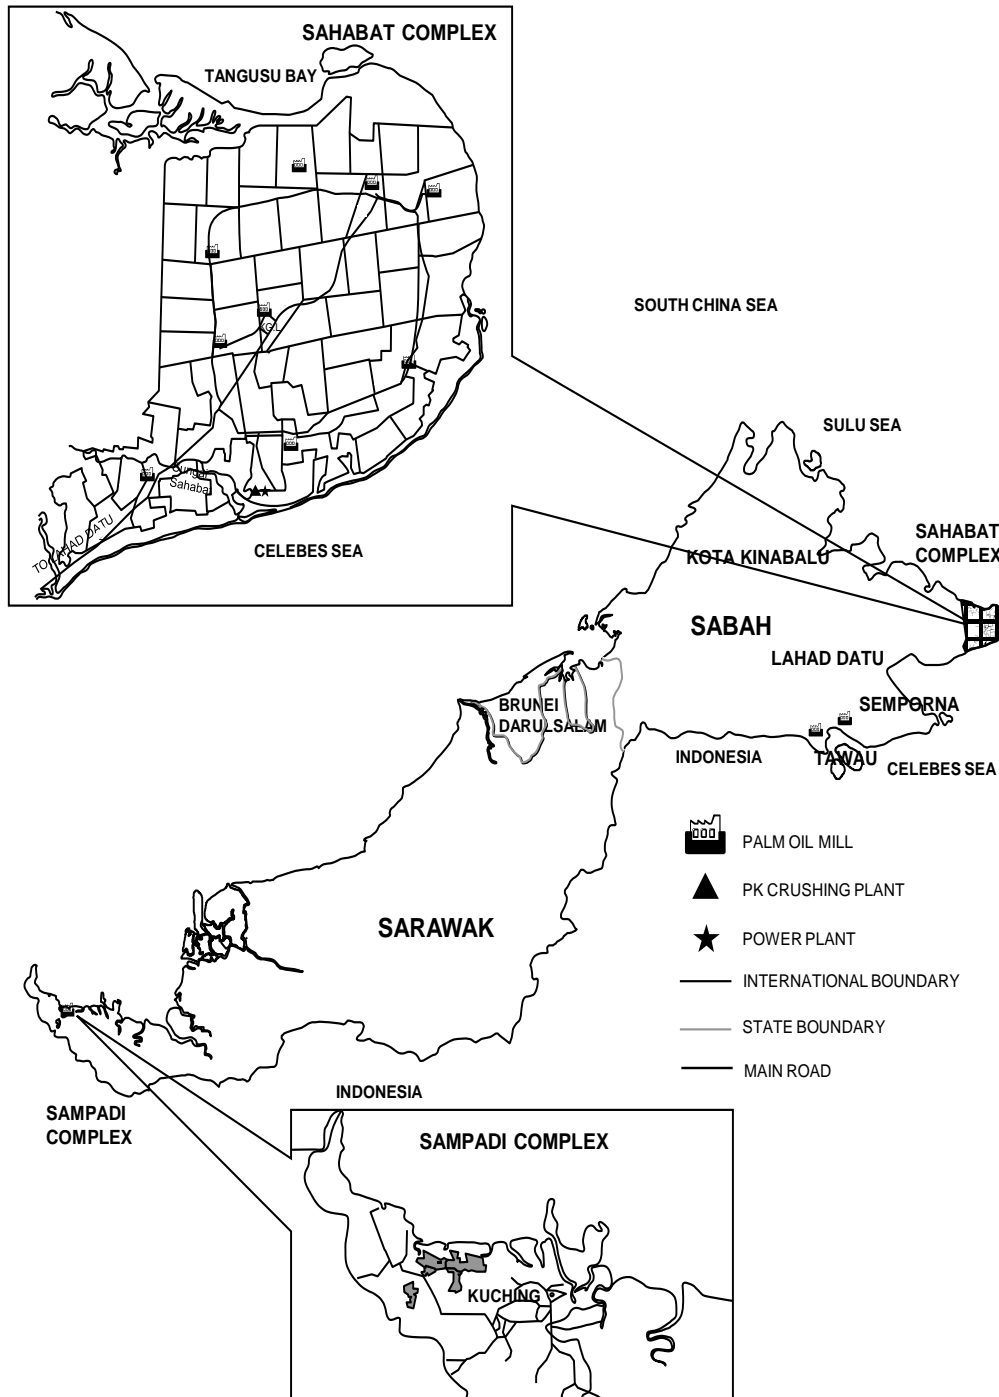 SAHABAT COMPLEX
TANGUSU BAY
KG.L
Sungai
Sahabat
TO LAHAD DATU
CELEBES SEA
SOUTH CHINA SEA
SULU SEA
SAHABAT
COMPLEX
KOTA KINABALU
SABAH
LAHAD DATU
SEMPORNA
BRUNEI
DARULSALAM
INDONESIA
TAWAU
CELEBES SEA
PALM OIL MILL
PK CRUSHING PLANT
POWER PLANT
INTERNATIONAL BOUNDARY
STATE BOUNDARY
MAIN ROAD
SARAWAK
INDONESIA
SAMPADI
COMPLEX
SAMPADI COMPLEX
KUCHING